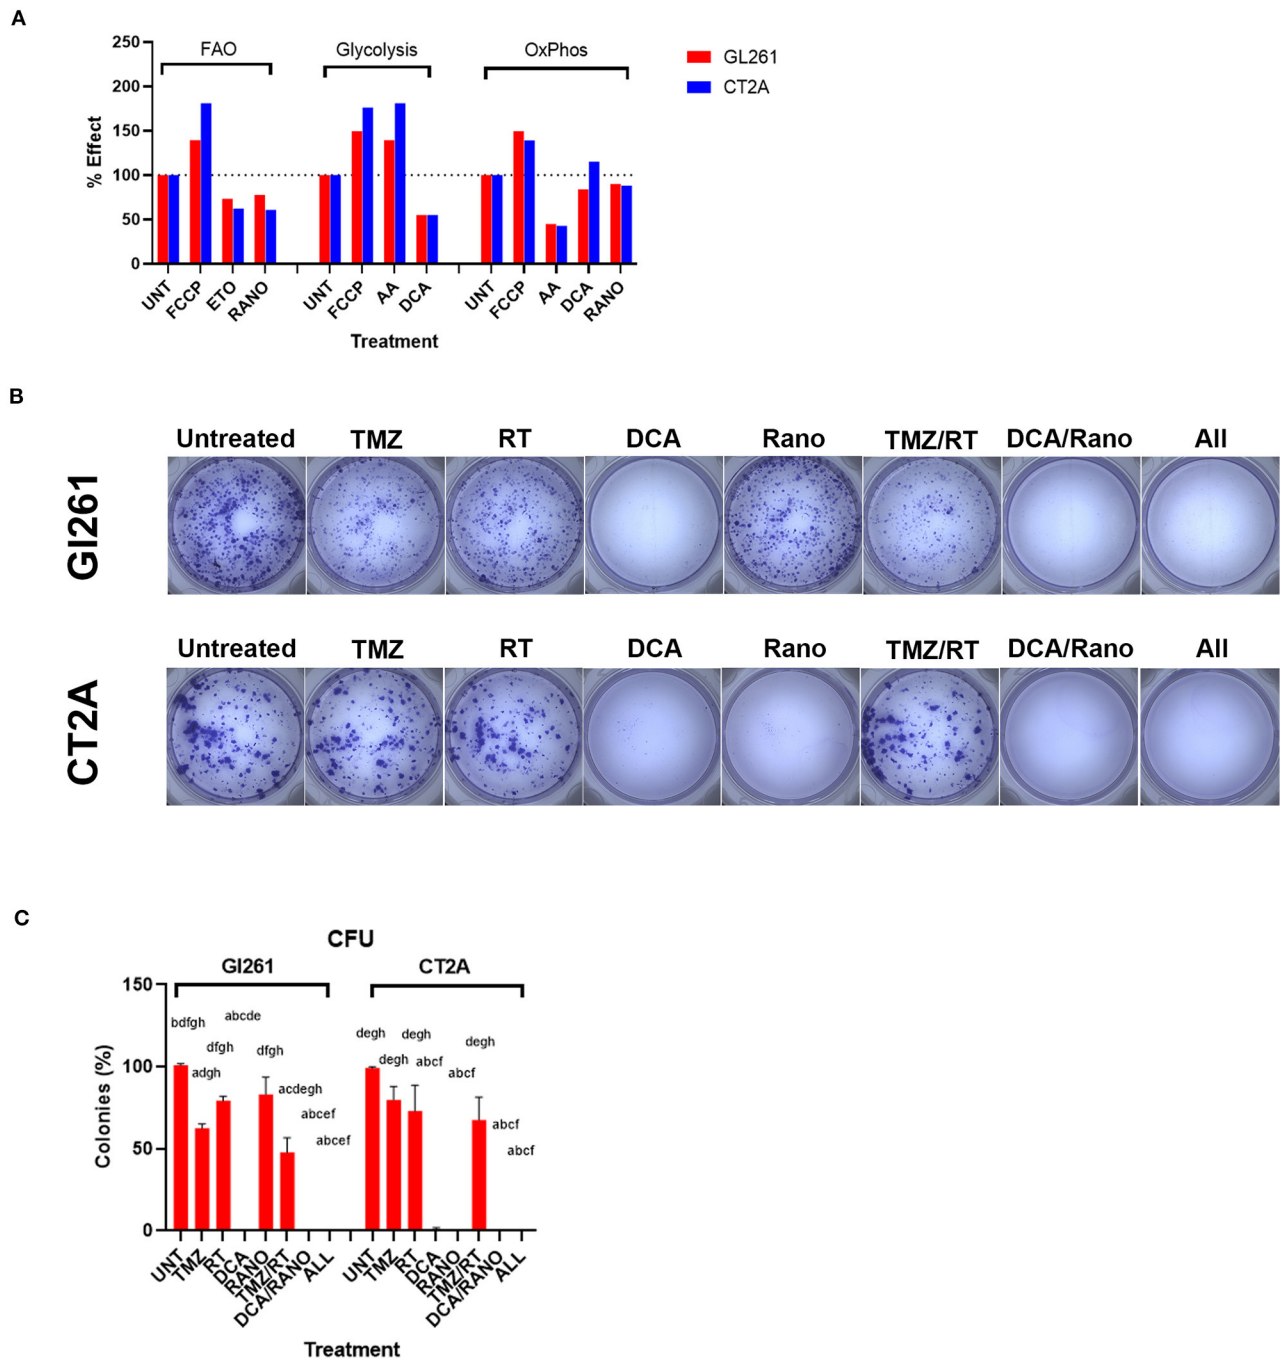 A
FAO
Glycolysis
OxPhos
GL261
CT2A
250
200
150
100
50
0
% Effect
UNT
FCCP
ETO
RANO
UNT
FCCP
AA
DCA
UNT
FCCP
AA
DCA
RANO
Treatment
B
Untreated
TMZ
RT
DCA
Rano
TMZ/RT
DCA/Rano
All
GI261
Untreated
TMZ
RT
DCA
Rano
TMZ/RT
DCA/Rano
All
CT2A
C
CFU
GI261
CT2A
150
100
50
0
Colonies (%)
bdfgh
adgh
dfgh
abcde
dfgh
acdegh
abcef
abcef
degh
degh
degh
abcf
abcf
degh
abcf
abcf
UNT
TMZ
RT
DCA
RANO
TMZ/RT
DCA/RANO
ALL
UNT
TMZ
RT
DCA
RANO
TMZ/RT
DCA/RANO
ALL
Treatment